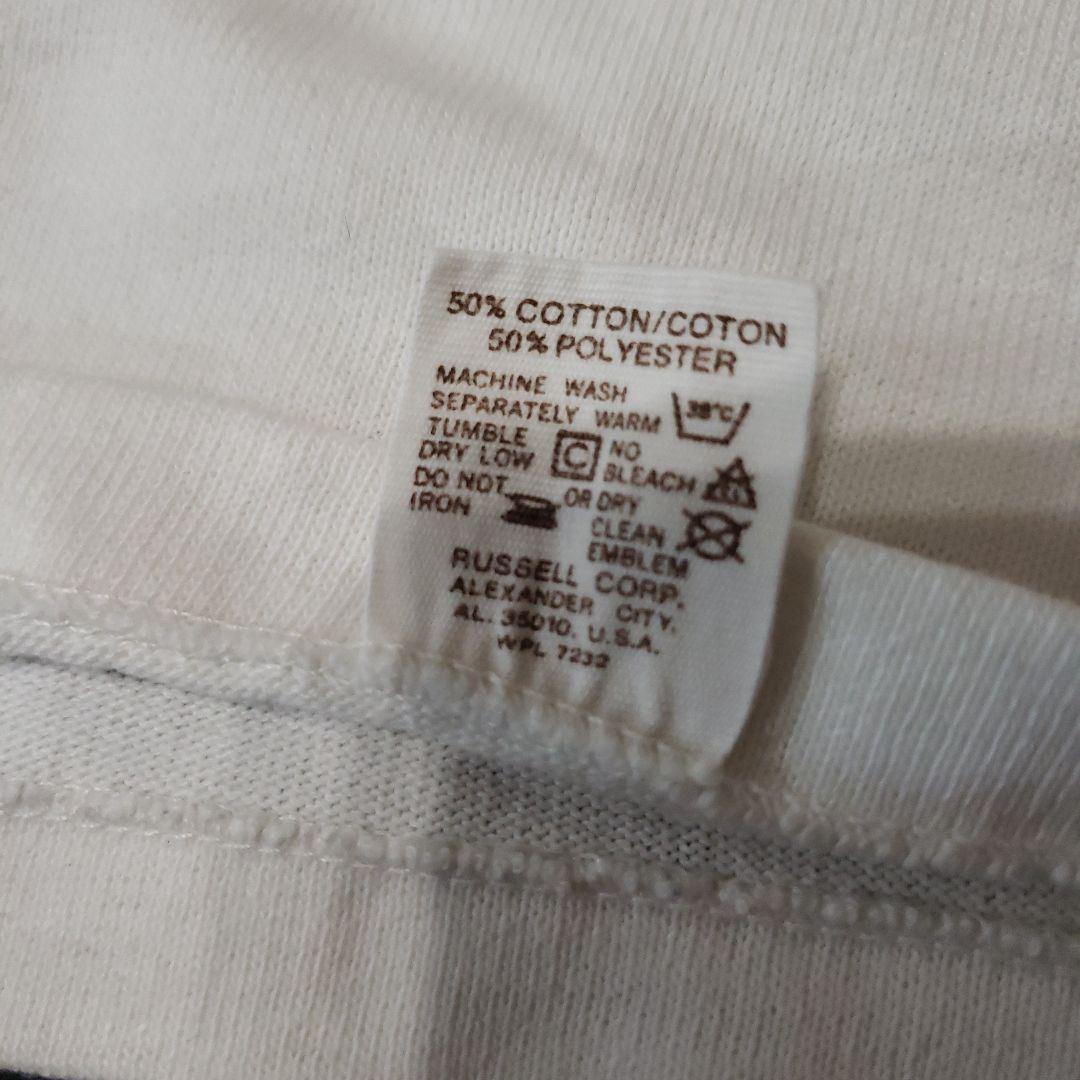 50% COTTON/COTON
50% POLYESTER
MACHINE WASH
SEPARATELY WARM
38°C
TUMBLE
DRY LOW
C
NO
BLEACH
DO NOT
IRON
OR DRY
CLEAN
EMBLEM
RUSSELL CORP.
ALEXANDER CITY,
AL. 35010, U.S.A.
WPL 7232